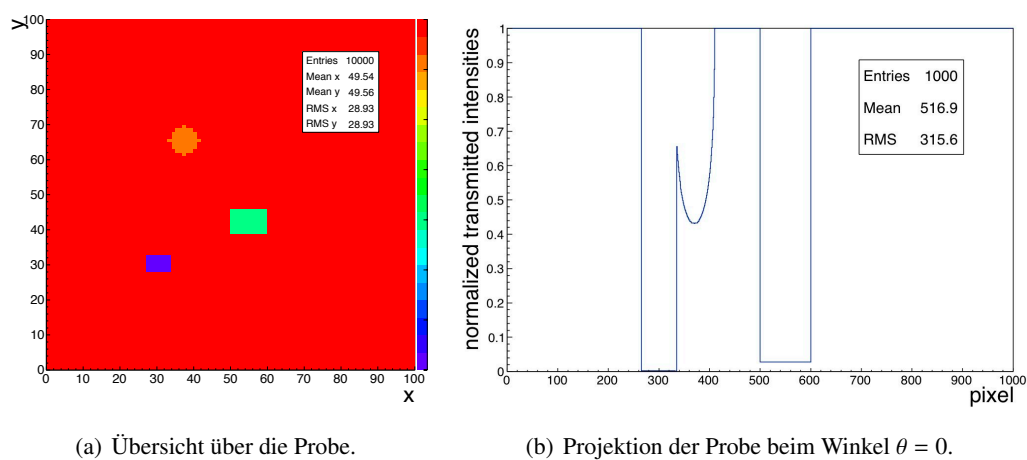 y
100
90
80
70
60
50
40
30
20
10
0
0 10 20 30 40 50 60 70 80 90 100
x
Entries 10000
Mean x 49.54
Mean y 49.56
RMS x 28.93
RMS y 28.93
(a) Übersicht über die Probe.
normalized transmitted intensities
1
0.9
0.8
0.7
0.6
0.5
0.4
0.3
0.2
0.1
0
0 100 200 300 400 500 600 700 800 900 1000
pixel
Entries 1000
Mean 516.9
RMS 315.6
(b) Projektion der Probe beim Winkel θ = 0.